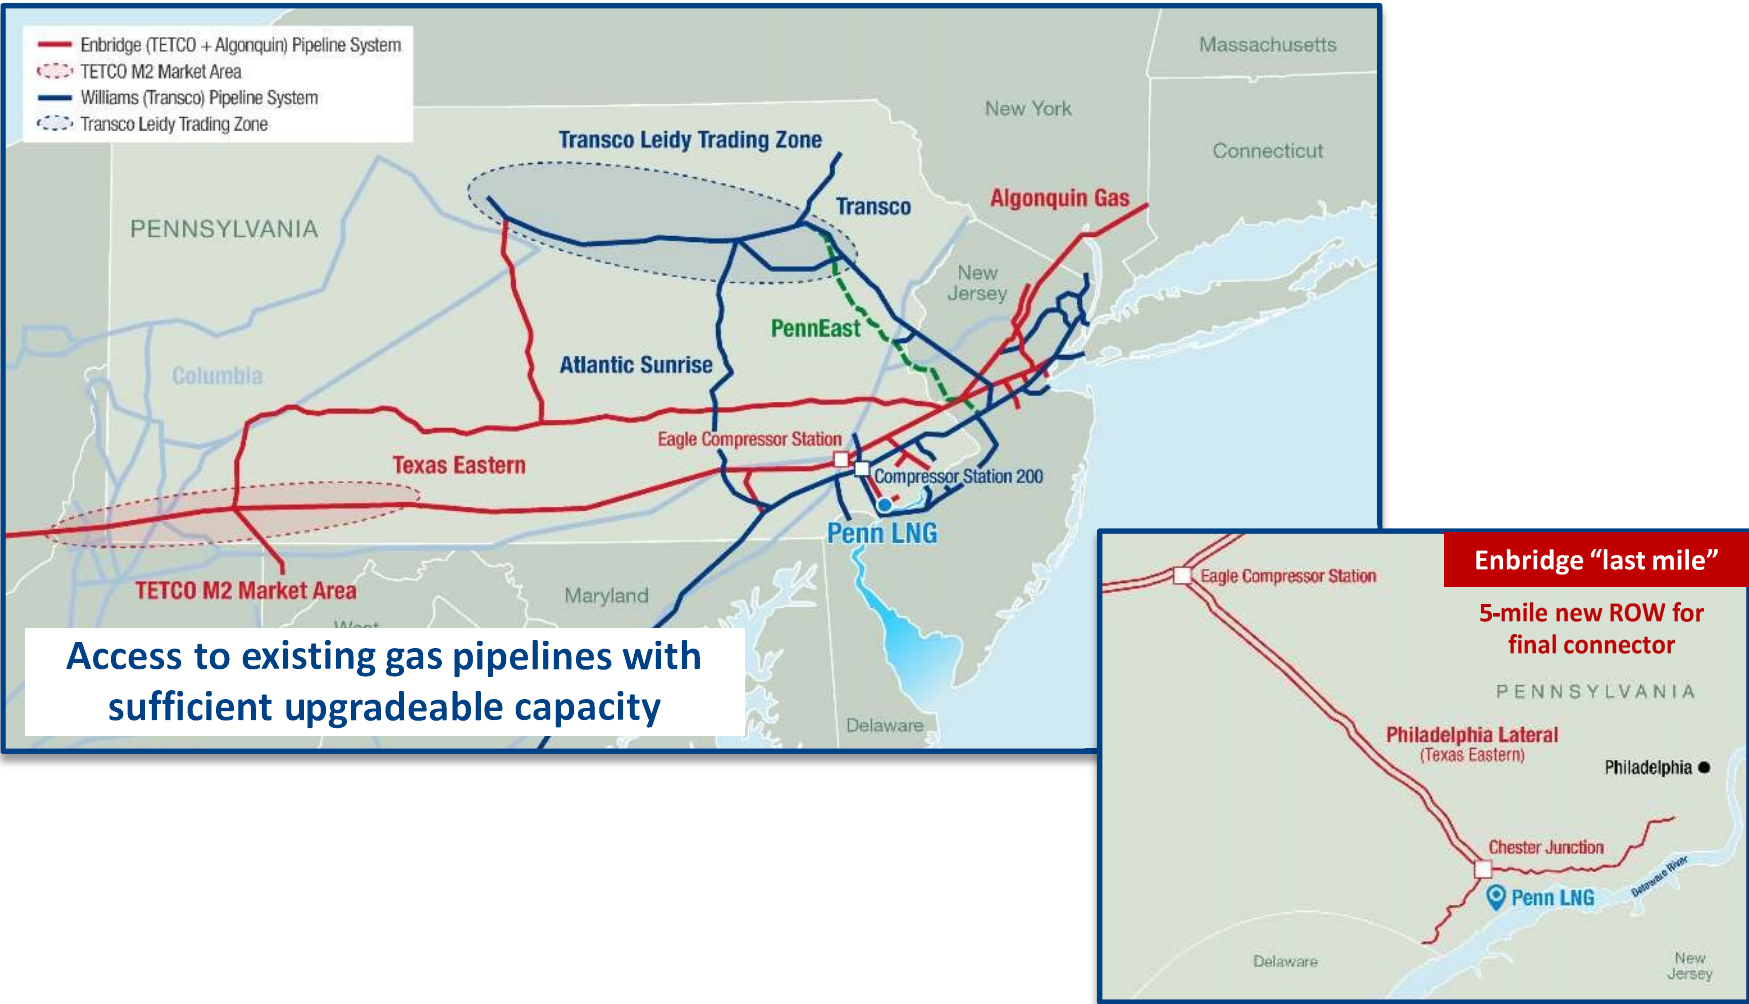 Enbridge (TETCO + Algonquin) Pipeline System
TETCO M2 Market Area
Williams (Transco) Pipeline System
Transco Leidy Trading Zone
Massachusetts
New York
Connecticut
Transco Leidy Trading Zone
Algonquin Gas
Transco
PENNSYLVANIA
New
Jersey
PennEast
Atlantic Sunrise
Columbia
Eagle Compressor Station
Texas Eastern
Compressor Station 200
Penn LNG
TETCO M2 Market Area
Maryland
West
Access to existing gas pipelines with
sufficient upgradeable capacity
Delaware
Enbridge “last mile”
Eagle Compressor Station
5-mile new ROW for
final connector
PENNSYLVANIA
Philadelphia Lateral
(Texas Eastern)
Philadelphia
Chester Junction
Delaware River
Penn LNG
Delaware
New
Jersey